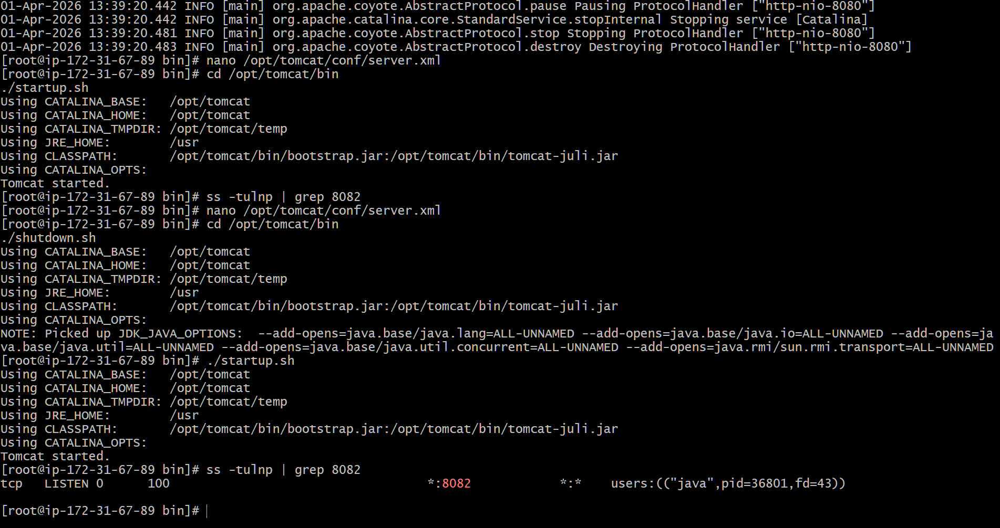 01-Apr-2026 13:39:20.442 INFO [main] org.apache.coyote.AbstractProtocol.pause Pausing ProtocolHandler ["http-nio-8080"]
01-Apr-2026 13:39:20.442 INFO [main] org.apache.catalina.core.StandardService.stopInternal Stopping service [Catalina]
01-Apr-2026 13:39:20.481 INFO [main] org.apache.coyote.AbstractProtocol.stop Stopping ProtocolHandler ["http-nio-8080"]
01-Apr-2026 13:39:20.483 INFO [main] org.apache.coyote.AbstractProtocol.destroy Destroying ProtocolHandler ["http-nio-8080"]
[root@ip-172-31-67-89 bin]# nano /opt/tomcat/conf/server.xml
[root@ip-172-31-67-89 bin]# cd /opt/tomcat/bin
./startup.sh
Using CATALINA_BASE:   /opt/tomcat
Using CATALINA_HOME:   /opt/tomcat
Using CATALINA_TMPDIR: /opt/tomcat/temp
Using JRE_HOME:        /usr
Using CLASSPATH:       /opt/tomcat/bin/bootstrap.jar:/opt/tomcat/bin/tomcat-juli.jar
Using CATALINA_OPTS:
Tomcat started.
[root@ip-172-31-67-89 bin]# ss -tulnp | grep 8082
[root@ip-172-31-67-89 bin]# nano /opt/tomcat/conf/server.xml
[root@ip-172-31-67-89 bin]# cd /opt/tomcat/bin
./shutdown.sh
Using CATALINA_BASE:   /opt/tomcat
Using CATALINA_HOME:   /opt/tomcat
Using CATALINA_TMPDIR: /opt/tomcat/temp
Using JRE_HOME:        /usr
Using CLASSPATH:       /opt/tomcat/bin/bootstrap.jar:/opt/tomcat/bin/tomcat-juli.jar
Using CATALINA_OPTS:
NOTE: Picked up JDK_JAVA_OPTIONS:  --add-opens=java.base/java.lang=ALL-UNNAMED --add-opens=java.base/java.io=ALL-UNNAMED --add-opens=ja
va.base/java.util=ALL-UNNAMED --add-opens=java.base/java.util.concurrent=ALL-UNNAMED --add-opens=java.rmi/sun.rmi.transport=ALL-UNNAMED
[root@ip-172-31-67-89 bin]# ./startup.sh
Using CATALINA_BASE:   /opt/tomcat
Using CATALINA_HOME:   /opt/tomcat
Using CATALINA_TMPDIR: /opt/tomcat/temp
Using JRE_HOME:        /usr
Using CLASSPATH:       /opt/tomcat/bin/bootstrap.jar:/opt/tomcat/bin/tomcat-juli.jar
Using CATALINA_OPTS:
Tomcat started.
[root@ip-172-31-67-89 bin]# ss -tulnp | grep 8082
tcp   LISTEN 0      100                                   *:8082            *:*    users:(("java",pid=36801,fd=43))
[root@ip-172-31-67-89 bin]#